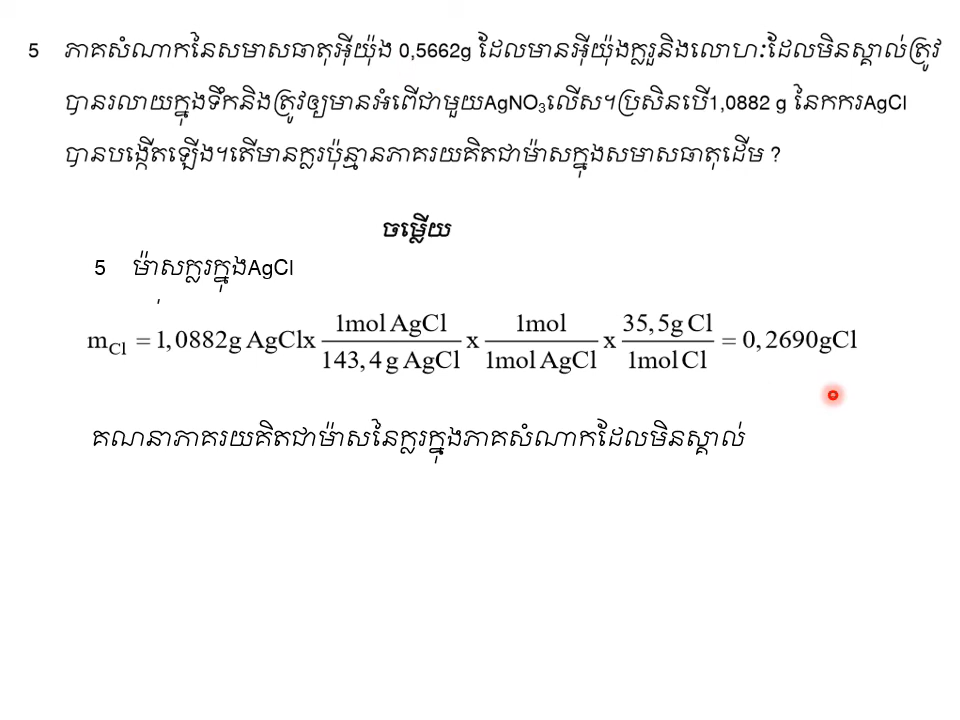 5 ភាគសំណាកនៃសមាសធាតុអ៊ីយ៉ុង 0,5662g ដែលមានអ៊ីយ៉ុងក្លរួនិងលោហៈដែលមិនស្គាល់ត្រូវ
បានរលាយក្នុងទឹកនិងត្រូវឲ្យមានអំពើជាមួយAgNO₃លើស។ប្រសិនបើ1,0882 g នៃកករAgCl
បានបង្កើតឡើង។តើមានក្លរប៉ុន្មានភាគរយគិតជាម៉ាសក្នុងសមាសធាតុដើម ?
ចម្លើយ
5 ម៉ាសក្លរក្នុងAgCl
m_Cl = 1,0882g AgClx 1mol AgCl/143,4 g AgCl x 1mol/1mol AgCl x 35,5g Cl/1mol Cl = 0,2690gCl
គណនាភាគរយគិតជាម៉ាសនៃក្លរក្នុងភាគសំណាកដែលមិនស្គាល់